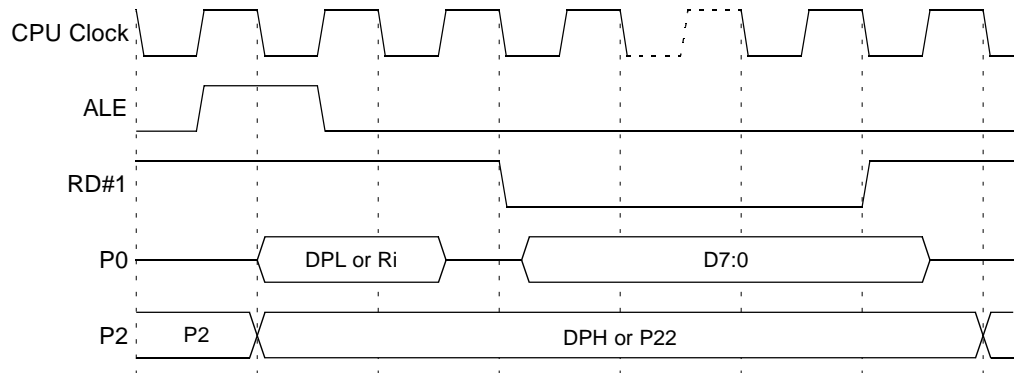 CPU Clock
ALE
RD#1
P0 DPL or Ri D7:0
P2 P2 DPH or P22